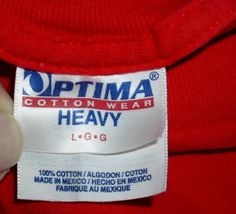 OPTIMA®
COTTON WEAR
HEAVY
L•G•G
100% COTTON / ALGODON / COTON
MADE IN MEXICO / HECHO EN MEXICO
FABRIQUE AU MEXIQUE